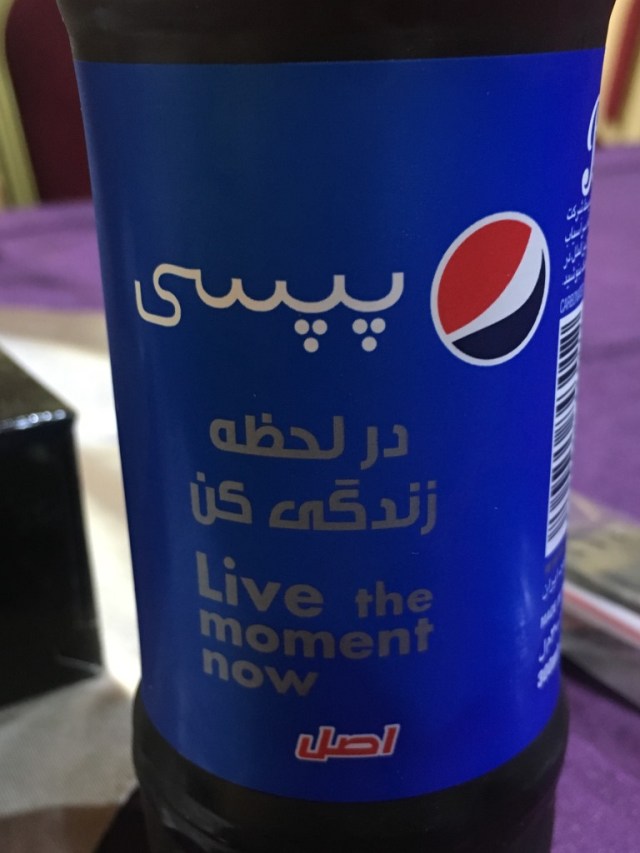 پپسی
در لحظه
زندگی کن
Live the
moment
now
اصل